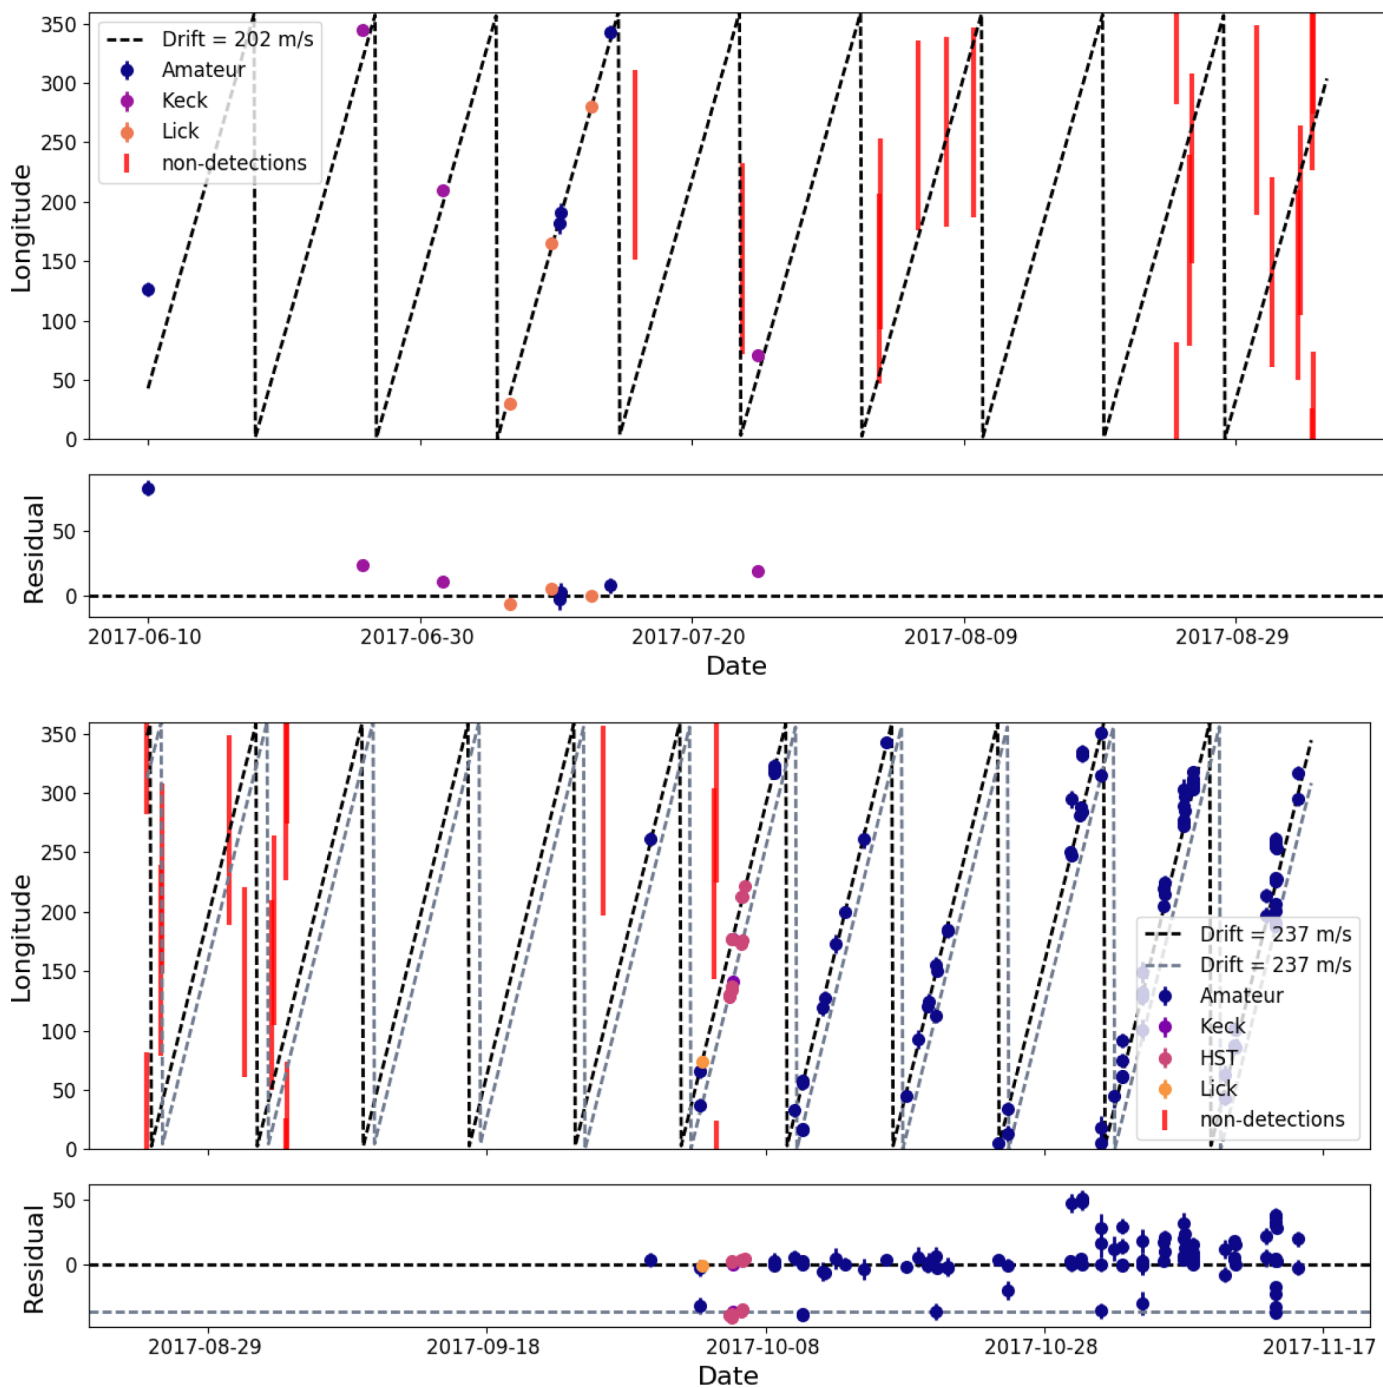 350
300
250
200
150
100
50
0
Longitude
Drift = 202 m/s
Amateur
Keck
Lick
non-detections
50
0
Residual
2017-06-10 2017-06-30 2017-07-20 2017-08-09 2017-08-29
Date
350
300
250
200
150
100
50
0
Longitude
Drift = 237 m/s
Drift = 237 m/s
Amateur
Keck
HST
Lick
non-detections
50
0
Residual
2017-08-29 2017-09-18 2017-10-08 2017-10-28 2017-11-17
Date